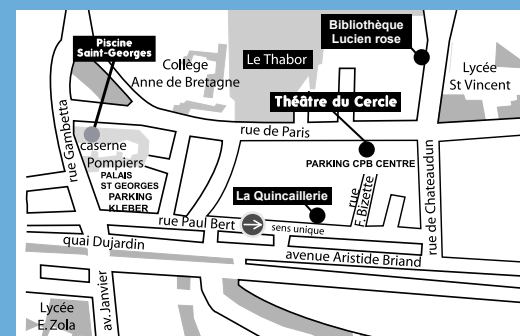 Bibliothèque
Lucien rose
Piscine
Saint-Georges
Collège
Anne de Bretagne
Le Thabor
Lycée
St Vincent
Théâtre du Cercle
rue Gambetta
rue de Paris
caserne
Pompiers
PARKING CPB CENTRE
PALAIS
ST GEORGES
PARKING
KLEBER
La Quincaillerie
rue
F. Bizette
rue de Chateaudun
rue Paul Bert
sens unique
quai Dujardin
avenue Aristide Briand
av. Janvier
Lycée
E. Zola